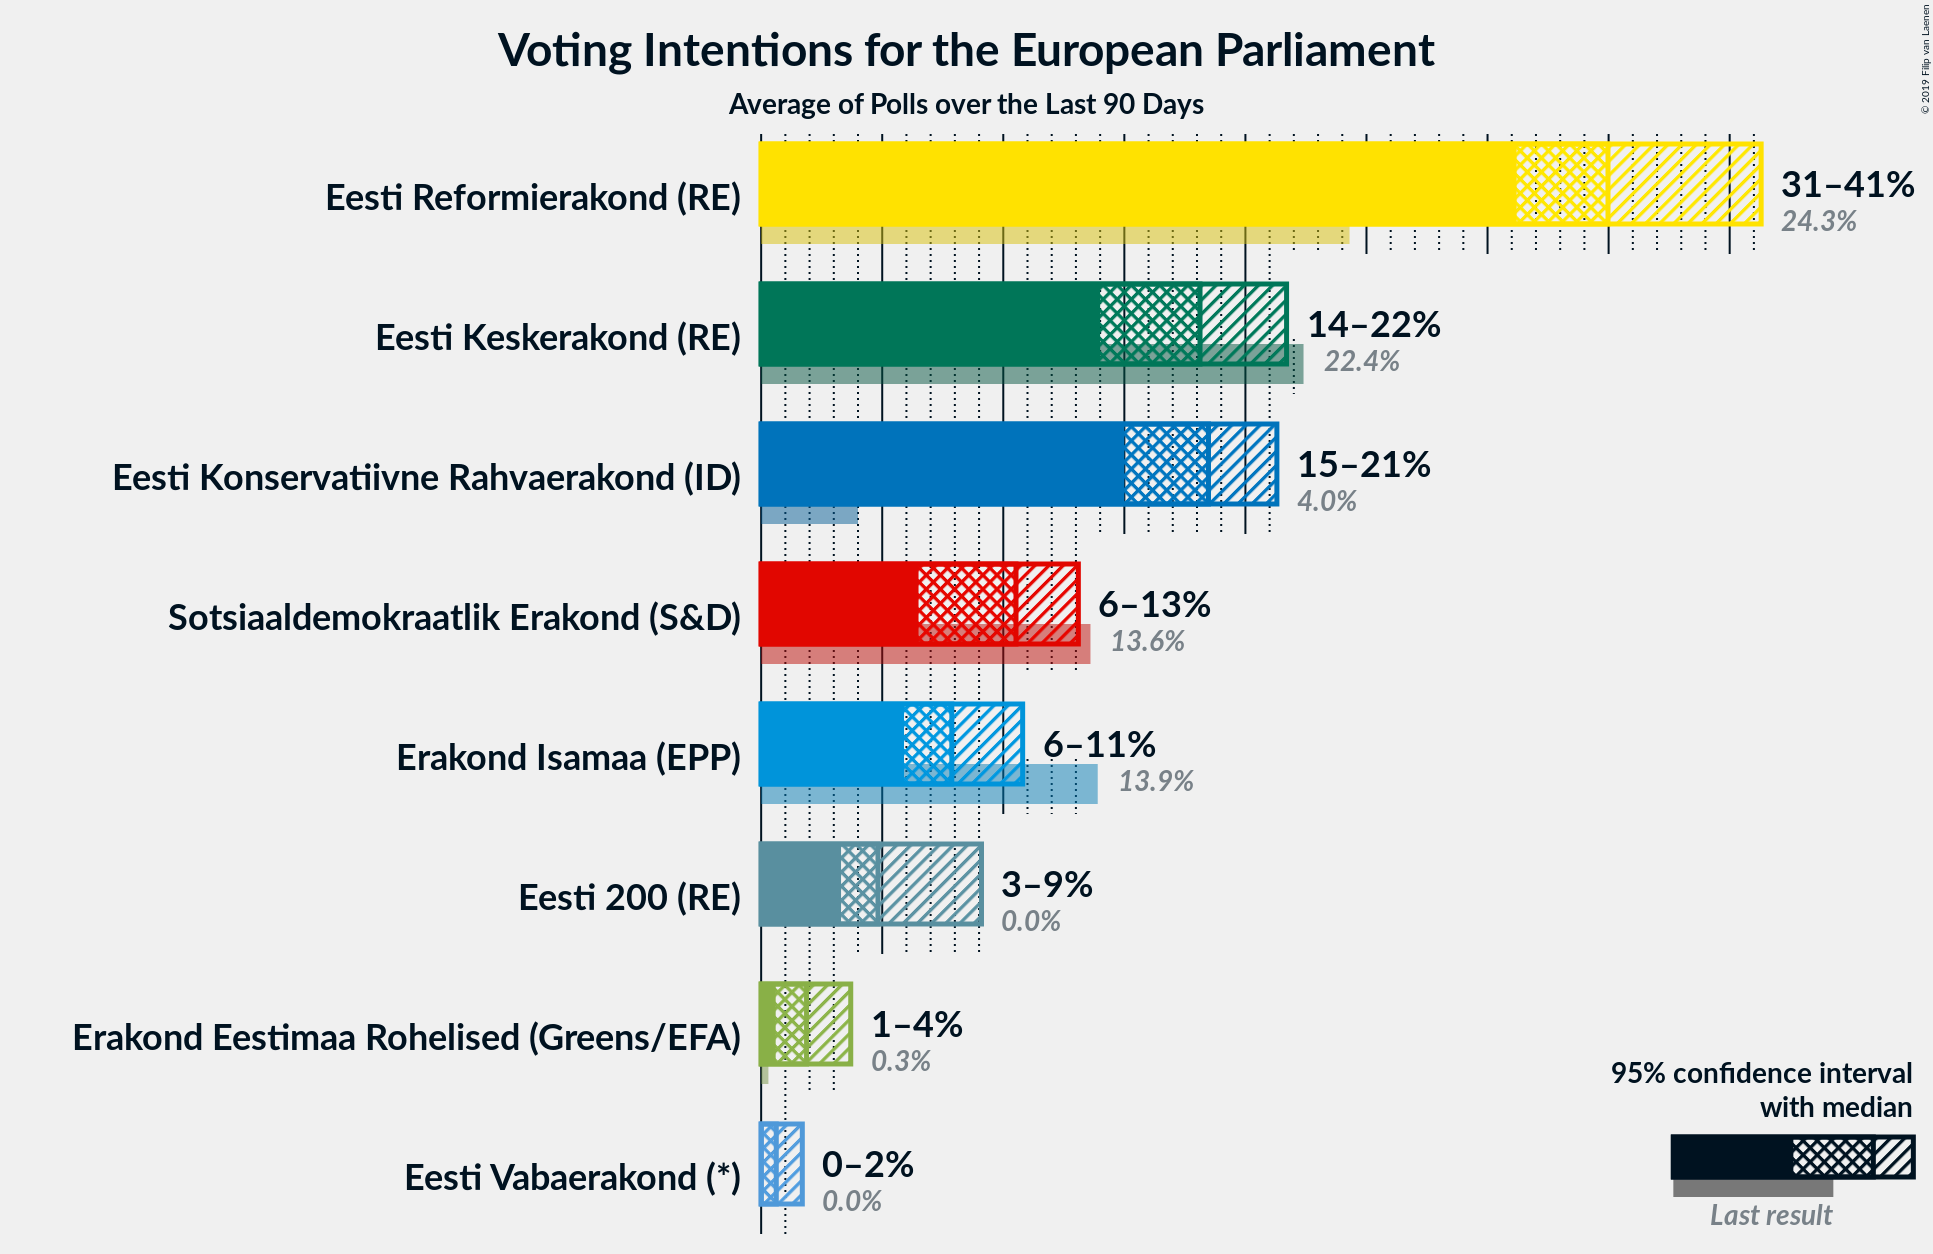 Voting Intentions for the European Parliament
Average of Polls over the Last 90 Days
© 2019 Filip van Laenen
Eesti Reformierakond (RE)
31–41%
24.3%
Eesti Keskerakond (RE)
14–22%
22.4%
Eesti Konservatiivne Rahvaerakond (ID)
15–21%
4.0%
Sotsiaaldemokraatlik Erakond (S&D)
6–13%
13.6%
Erakond Isamaa (EPP)
6–11%
13.9%
Eesti 200 (RE)
3–9%
0.0%
Erakond Eestimaa Rohelised (Greens/EFA)
1–4%
0.3%
Eesti Vabaerakond (*)
0–2%
0.0%
95% confidence interval
with median
Last result